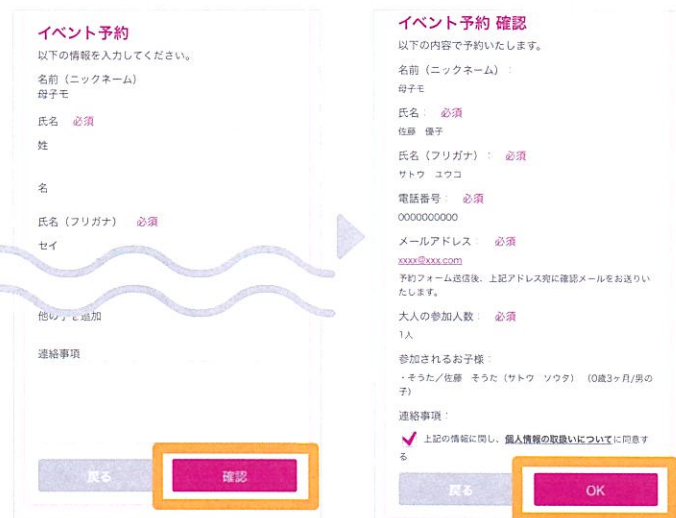 イベント予約
以下の情報を入力してください。
名前（ニックネーム）
母子モ
氏名　必須
姓
名
氏名（フリガナ）　必須
セイ
他の子を追加
連絡事項
戻る
確認
イベント予約 確認
以下の内容で予約いたします。
名前（ニックネーム）：
母子モ
氏名：　必須
佐藤　優子
氏名（フリガナ）：　必須
サトウ　ユウコ
電話番号：　必須
0000000000
メールアドレス：　必須
xxxx@xxx.com
予約フォーム送信後、上記アドレス宛に確認メールをお送りい
たします。
大人の参加人数：　必須
1人
参加されるお子様：
・そうた／佐藤　そうた（サトウ　ソウタ）　（0歳3ヶ月/男の
子）
連絡事項：
上記の情報に関し、個人情報の取扱いについてに同意す
る
戻る
OK